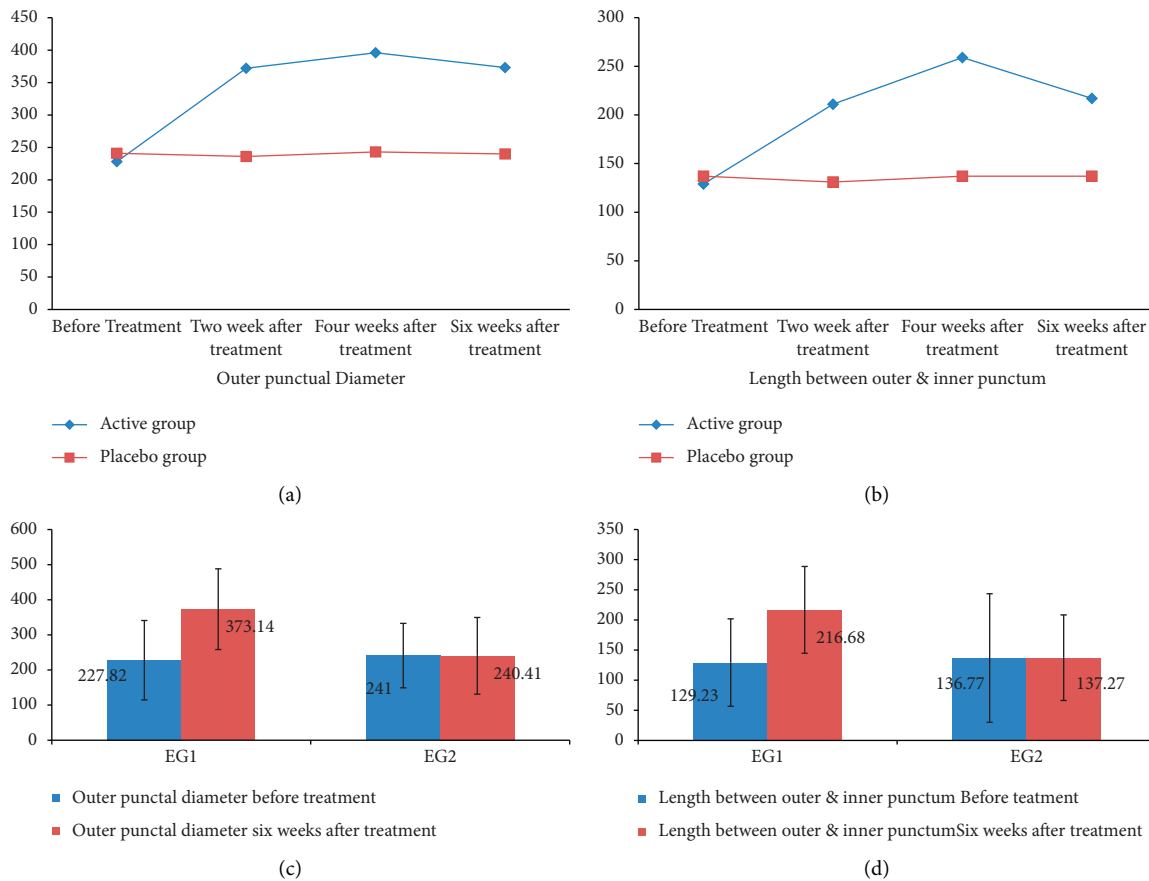 450
400
350
300
250
200
150
100
50
0
Before Treatment Two week after treatment Four weeks after treatment Six weeks after treatment
Outer punctual Diameter
Active group
Placebo group
(a)
300
250
200
150
100
50
0
Before Treatment Two week after treatment Four weeks after treatment Six weeks after treatment
Length between outer & inner punctum
Active group
Placebo group
(b)
600
500
400
300
200
100
0
227.82
373.14
241
240.41
EG1
EG2
Outer punctal diameter before treatment
Outer punctal diameter six weeks after treatment
(c)
350
300
250
200
150
100
50
0
129.23
216.68
136.77
137.27
EG1
EG2
Length between outer & inner punctum Before teatment
Length between outer & inner punctumSix weeks after treatment
(d)